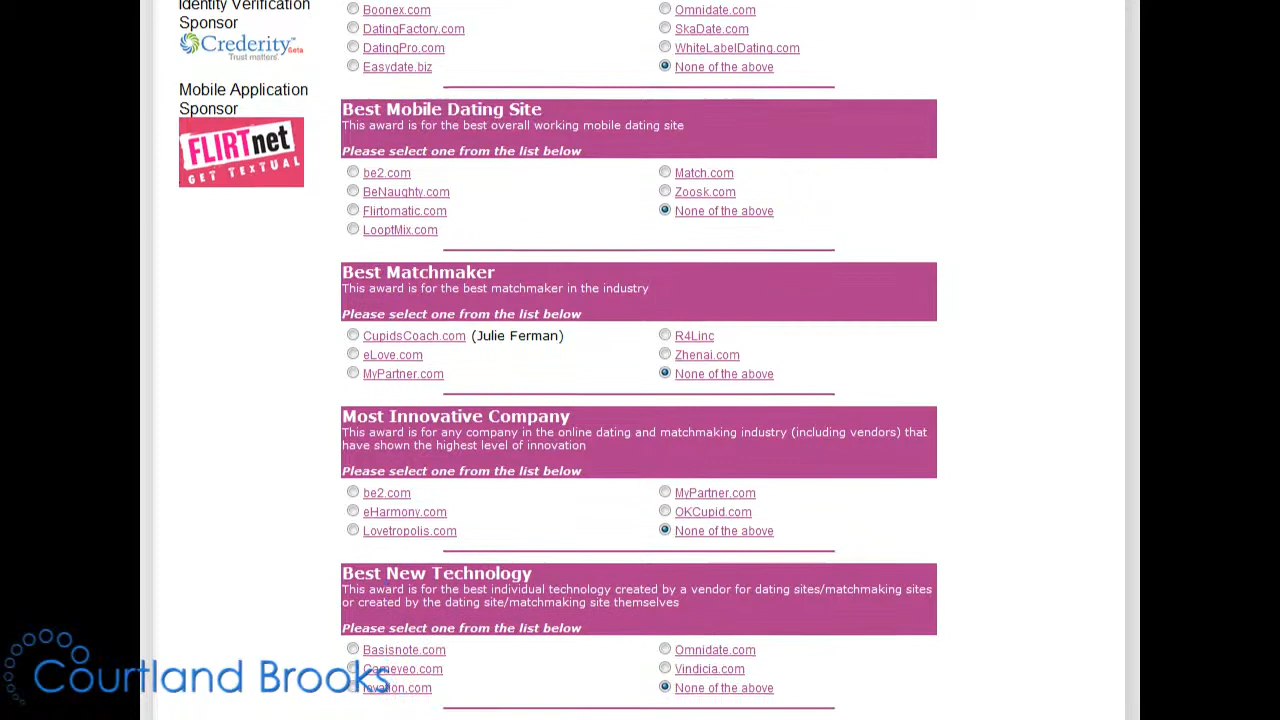 Identity Verification
Sponsor
Crederity™
Beta
Trust matters.
Mobile Application
Sponsor
FLIRTnet
GET TEXTUAL
Boonex.com
Omnidate.com
DatingFactory.com
SkaDate.com
DatingPro.com
WhiteLabelDating.com
Easydate.biz
None of the above
Best Mobile Dating Site
This award is for the best overall working mobile dating site
Please select one from the list below
be2.com
Match.com
BeNaughty.com
Zoosk.com
Flirtomatic.com
None of the above
LooptMix.com
Best Matchmaker
This award is for the best matchmaker in the industry
Please select one from the list below
CupidsCoach.com (Julie Ferman)
R4Linc
eLove.com
Zhenai.com
MyPartner.com
None of the above
Most Innovative Company
This award is for any company in the online dating and matchmaking industry (including vendors) that
have shown the highest level of innovation
Please select one from the list below
be2.com
MyPartner.com
eHarmony.com
OKCupid.com
Lovetropolis.com
None of the above
Best New Technology
This award is for the best individual technology created by a vendor for dating sites/matchmaking sites
or created by the dating site/matchmaking site themselves
Please select one from the list below
Basisnote.com
Omnidate.com
Gameveo.com
Vindicia.com
Iovation.com
None of the above
Courtland Brooks